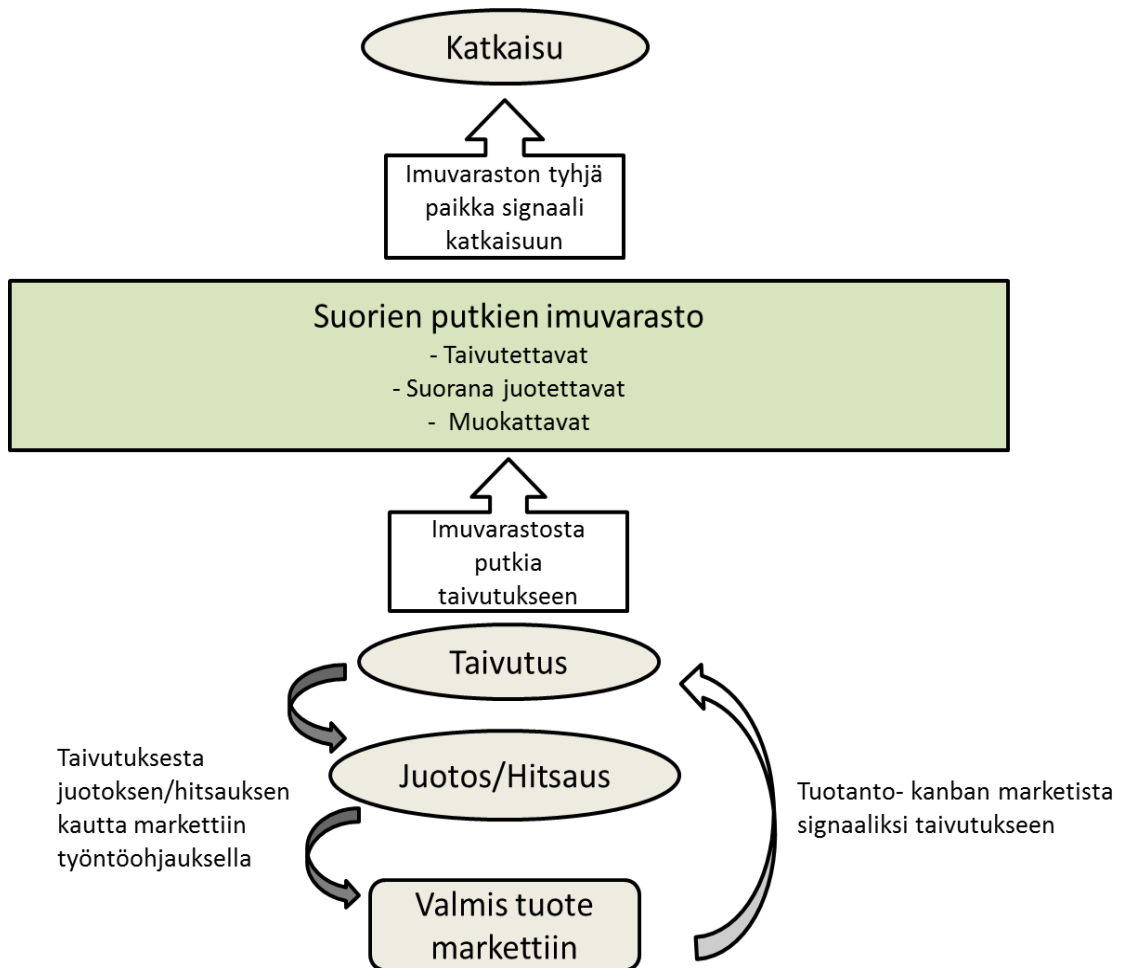 Katkaisu
Imuvaraston tyhjä
paikka signaali
katkaisuun
Suorien putkien imuvarasto
- Taivutettavat
- Suorana juotettavat
- Muokattavat
Imuvarastosta
putkia
taivutukseen
Taivutus
Taivutuksesta
juotoksen/hitsauksen
kautta markettiin
työntöohjauksella
Juotos/Hitsaus
Tuotanto- kanban marketista
signaaliksi taivutukseen
Valmis tuote
markettiin